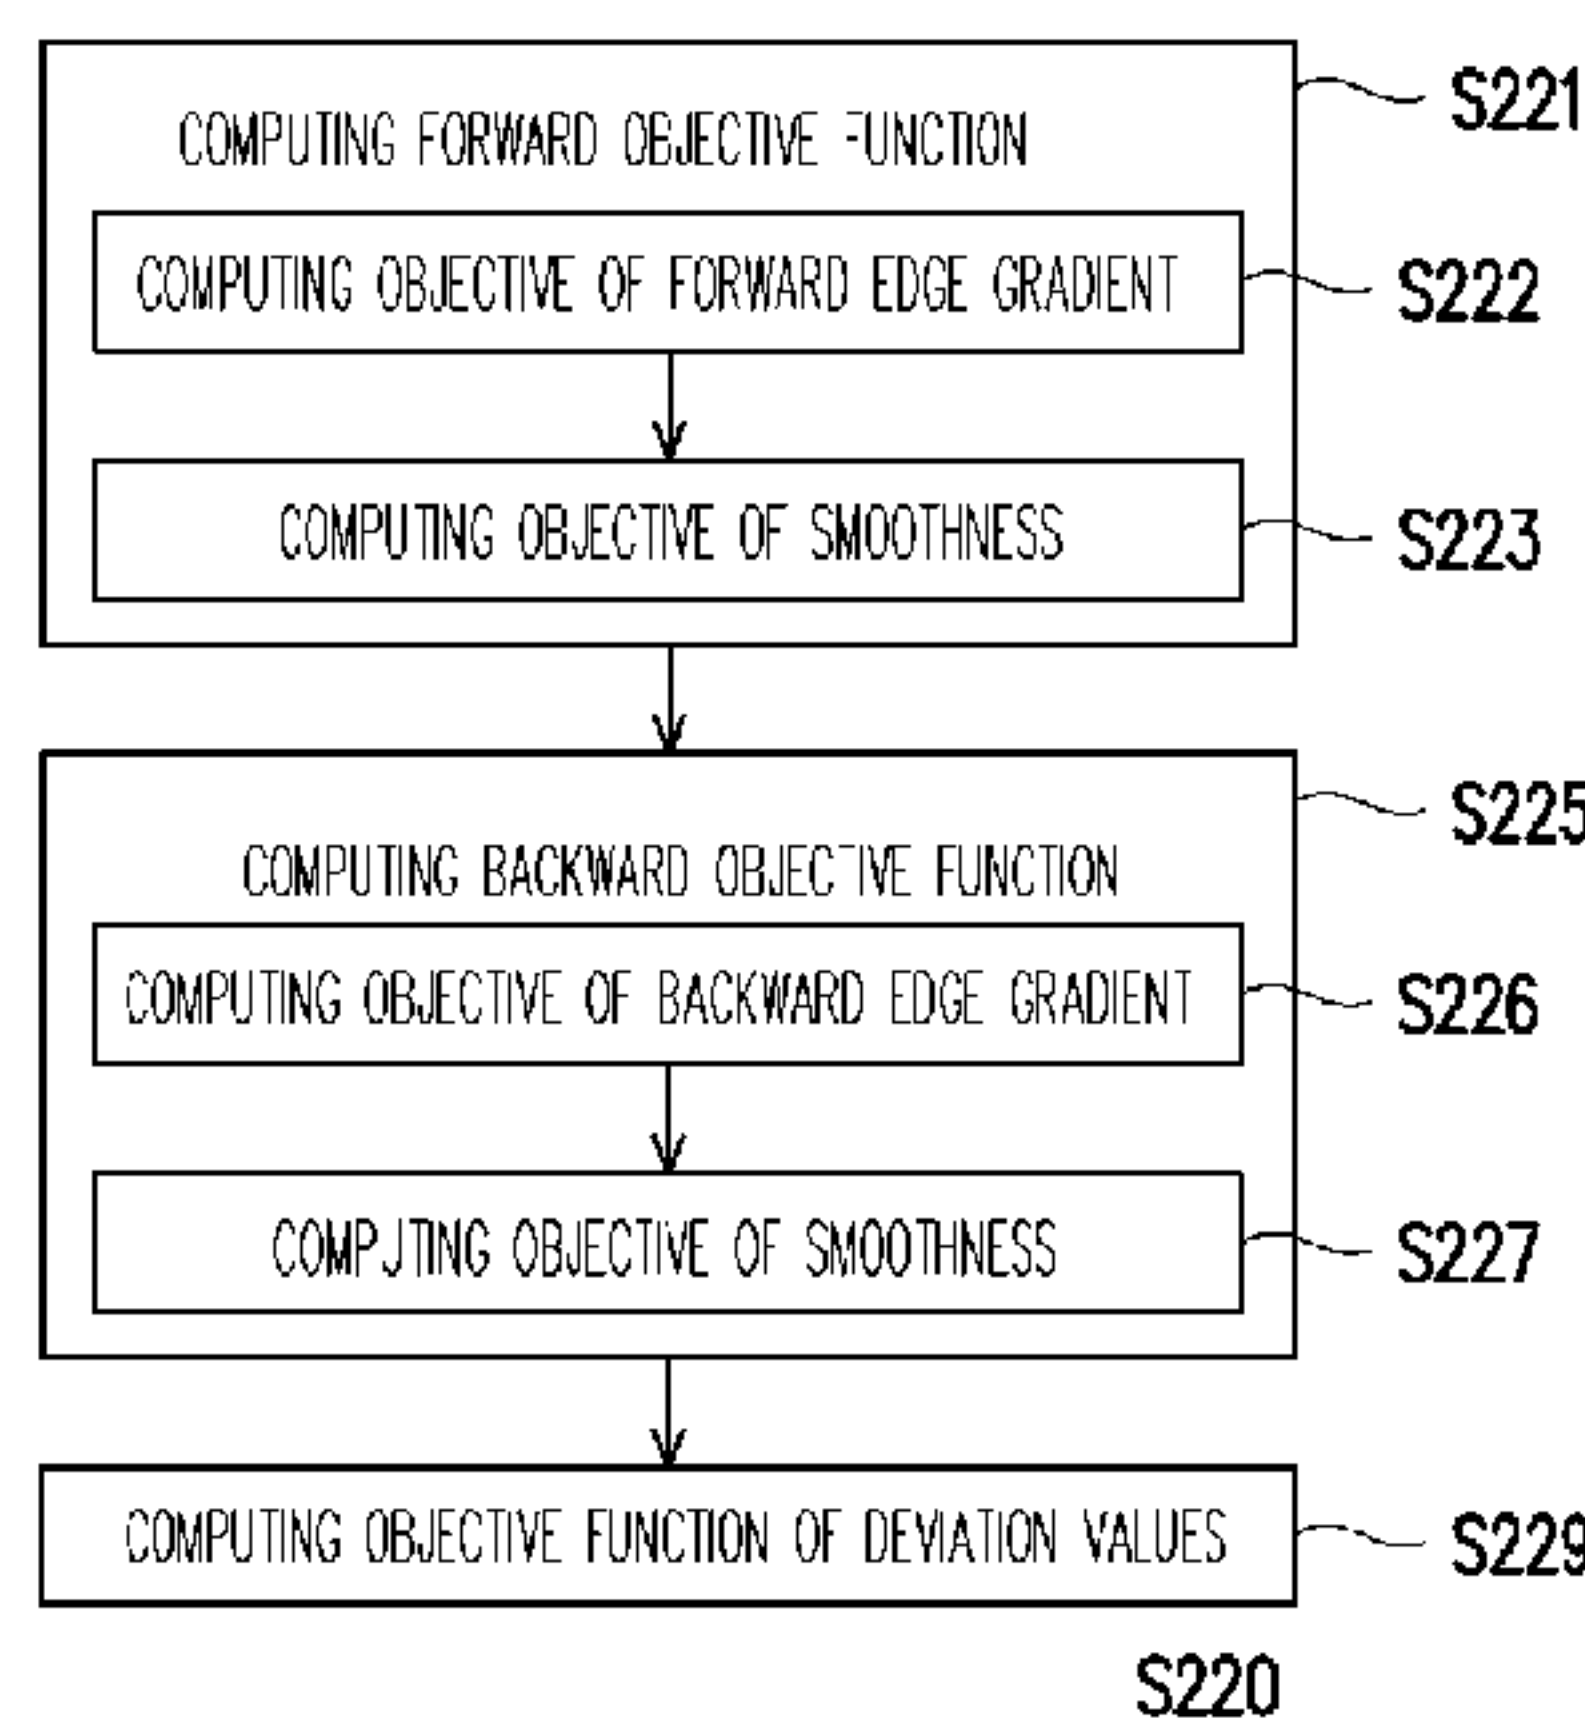 COMPUTING FORWARD OBJECTIVE FUNCTION
S221
COMPUTING OBJECTIVE OF FORWARD EDGE GRADIENT
S222
COMPUTING OBJECTIVE OF SMOOTHNESS
S223
COMPUTING BACKWARD OBJECTIVE FUNCTION
S225
COMPUTING OBJECTIVE OF BACKWARD EDGE GRADIENT
S226
COMPUTING OBJECTIVE OF SMOOTHNESS
S227
COMPUTING OBJECTIVE FUNCTION OF DEVIATION VALUES
S229
S220